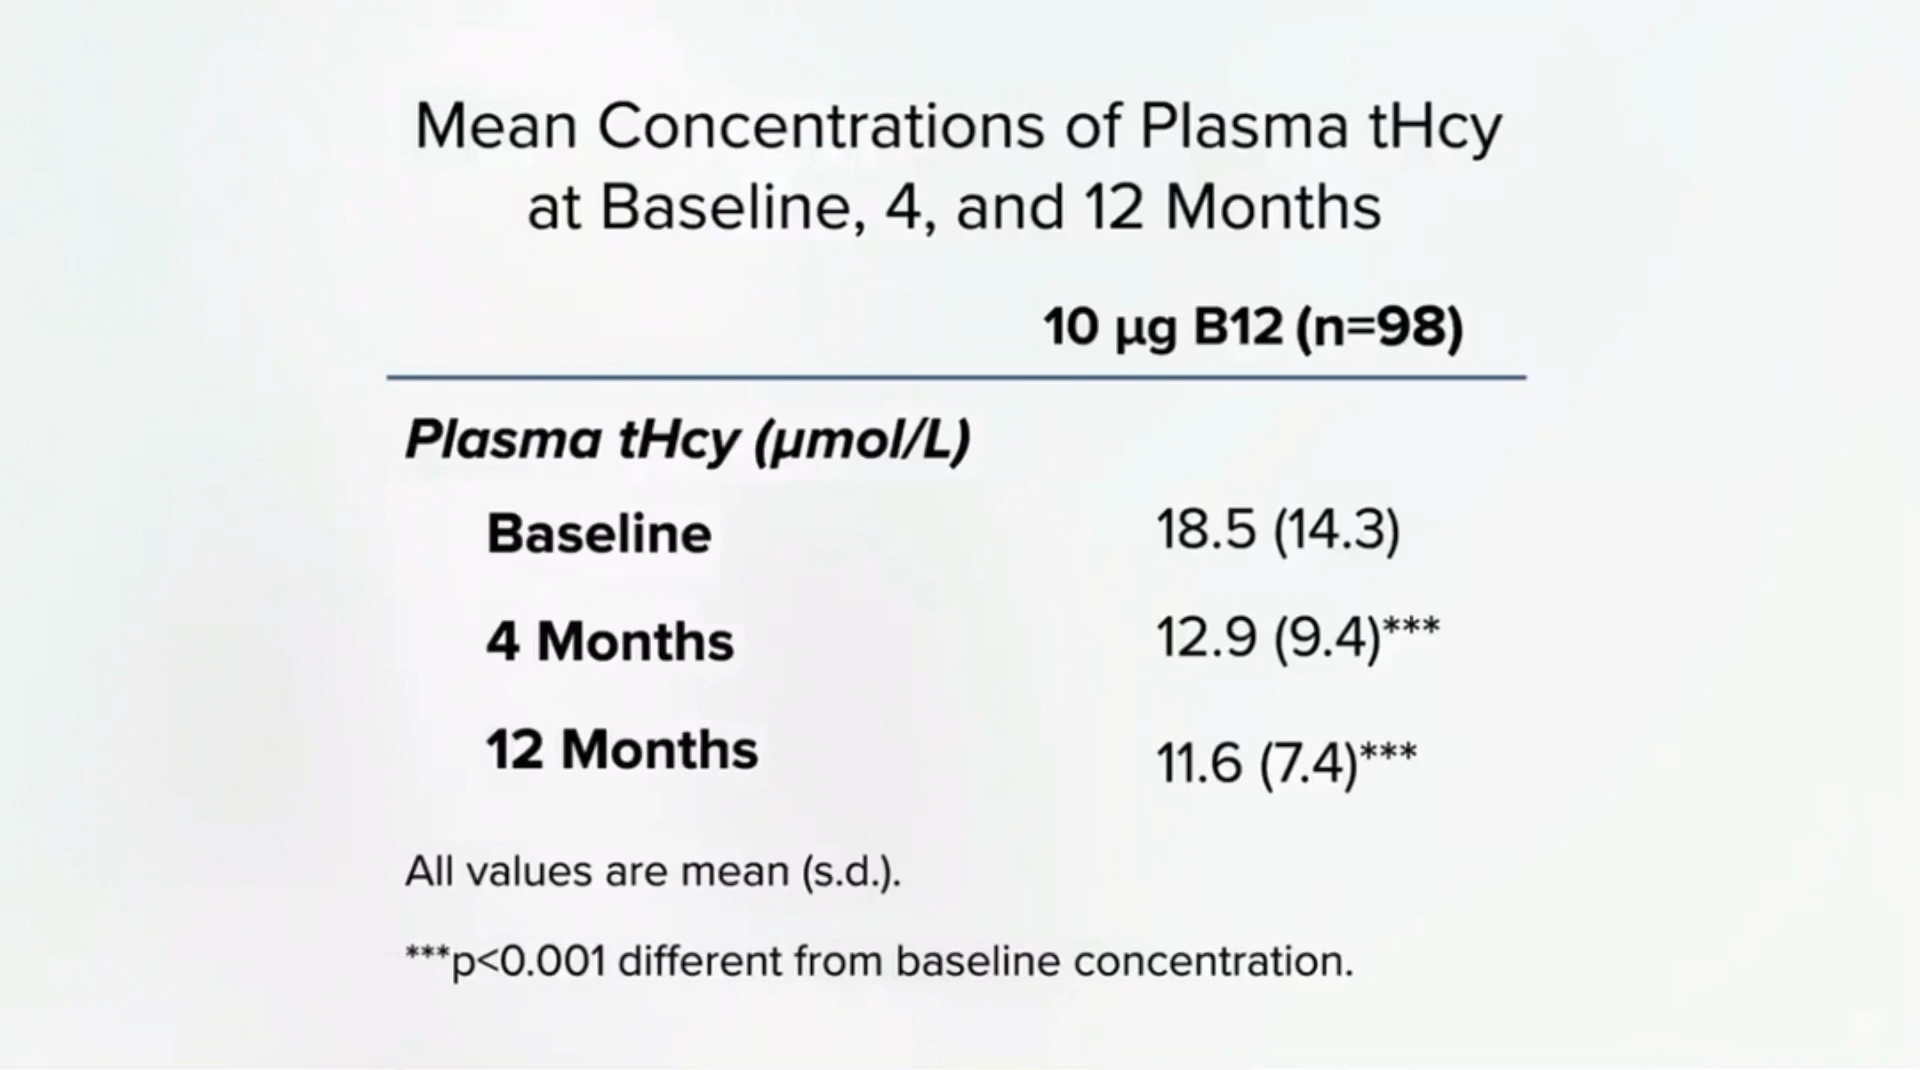 Mean Concentrations of Plasma tHcy
at Baseline, 4, and 12 Months
10 μg B12 (n=98)
Plasma tHcy (μmol/L)
Baseline 18.5 (14.3)
4 Months 12.9 (9.4)***
12 Months 11.6 (7.4)***
All values are mean (s.d.).
***p<0.001 different from baseline concentration.